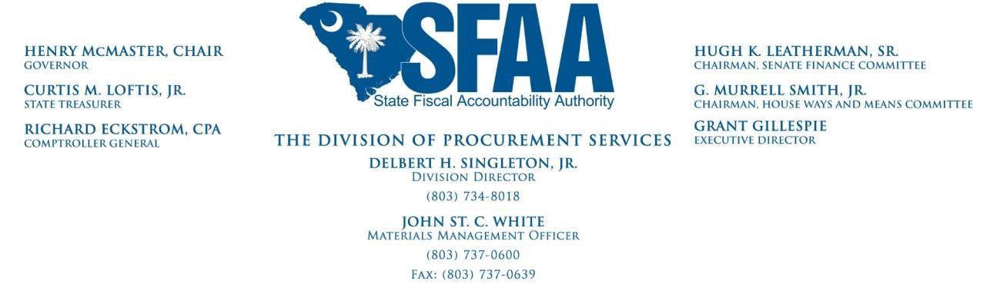 HENRY McMASTER, CHAIR
GOVERNOR
CURTIS M. LOFTIS, JR.
STATE TREASURER
RICHARD ECKSTROM, CPA
COMPTROLLER GENERAL
SFAA
State Fiscal Accountability Authority
THE DIVISION OF PROCUREMENT SERVICES
DELBERT H. SINGLETON, JR.
DIVISION DIRECTOR
(803) 734-8018
JOHN ST. C. WHITE
MATERIALS MANAGEMENT OFFICER
(803) 737-0600
FAX: (803) 737-0639
HUGH K. LEATHERMAN, SR.
CHAIRMAN, SENATE FINANCE COMMITTEE
G. MURRELL SMITH, JR.
CHAIRMAN, HOUSE WAYS AND MEANS COMMITTEE
GRANT GILLESPIE
EXECUTIVE DIRECTOR